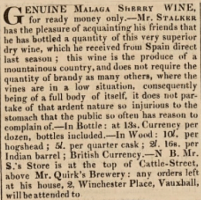 GENUINE MALAGA SHERRY WINE,
for ready money only.—Mr. STALKER
has the pleasure of acquainting his friends that
he has bottled a quantity of this very superior
dry wine, which he received from Spain direct
last season; this wine is the produce of a
mountainous country, and does not require the
quantity of brandy as many others, where the
vines are in a low situation, consequently
being of a full body of itself, it does not par-
take of that ardent nature so injurious to the
stomach that the public so often has reason to
complain of.—In Bottle: at 13s. Currency per
dozen, bottles included.—In Wood: 10l. per
hogshead; 5l. per quarter cask; 2l. 16s. per
Indian barrel; British Currency.—N B. Mr.
S.'s Store is at the top of Cattle-Street,
above Mr. Quirk's Brewery: any orders left
at his house, 2, Winchester Place, Vauxhall,
will be attended to